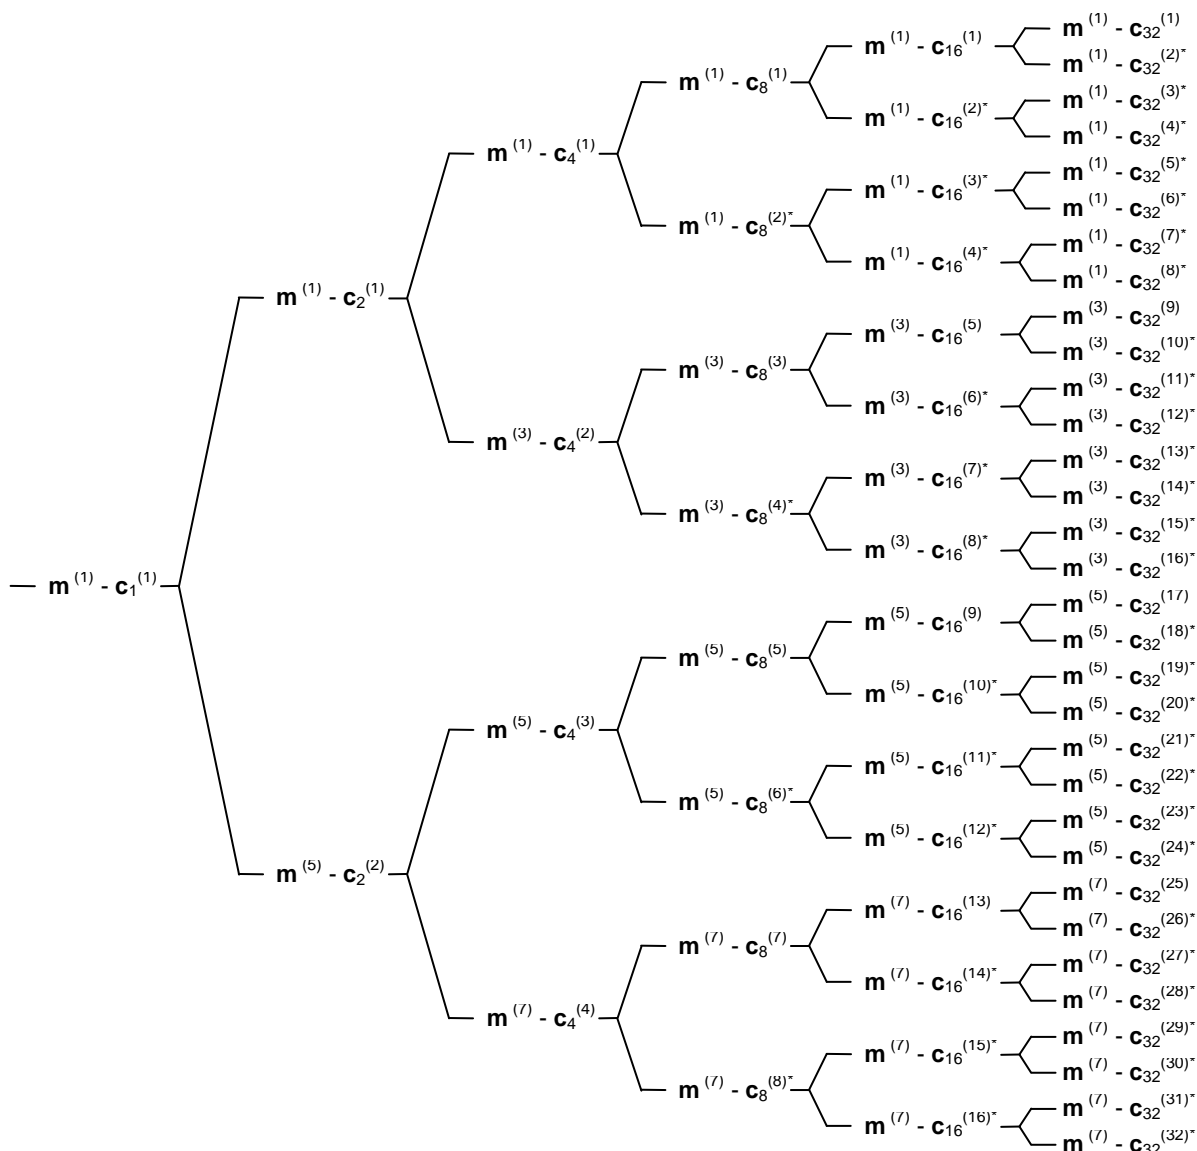 m(1) - c1(1)
m(1) - c2(1)
m(5) - c2(2)
m(1) - c4(1)
m(3) - c4(2)
m(5) - c4(3)
m(7) - c4(4)
m(1) - c8(1)
m(1) - c8(2)*
m(3) - c8(3)
m(3) - c8(4)*
m(5) - c8(5)
m(5) - c8(6)*
m(7) - c8(7)
m(7) - c8(8)*
m(1) - c16(1)
m(1) - c16(2)*
m(1) - c16(3)*
m(1) - c16(4)*
m(3) - c16(5)
m(3) - c16(6)*
m(3) - c16(7)*
m(3) - c16(8)*
m(5) - c16(9)
m(5) - c16(10)*
m(5) - c16(11)*
m(5) - c16(12)*
m(7) - c16(13)
m(7) - c16(14)*
m(7) - c16(15)*
m(7) - c16(16)*
m(1) - c32(1)
m(1) - c32(2)*
m(1) - c32(3)*
m(1) - c32(4)*
m(1) - c32(5)*
m(1) - c32(6)*
m(1) - c32(7)*
m(1) - c32(8)*
m(3) - c32(9)
m(3) - c32(10)*
m(3) - c32(11)*
m(3) - c32(12)*
m(3) - c32(13)*
m(3) - c32(14)*
m(3) - c32(15)*
m(3) - c32(16)*
m(5) - c32(17)
m(5) - c32(18)*
m(5) - c32(19)*
m(5) - c32(20)*
m(5) - c32(21)*
m(5) - c32(22)*
m(5) - c32(23)*
m(5) - c32(24)*
m(7) - c32(25)
m(7) - c32(26)*
m(7) - c32(27)*
m(7) - c32(28)*
m(7) - c32(29)*
m(7) - c32(30)*
m(7) - c32(31)*
m(7) - c32(32)*